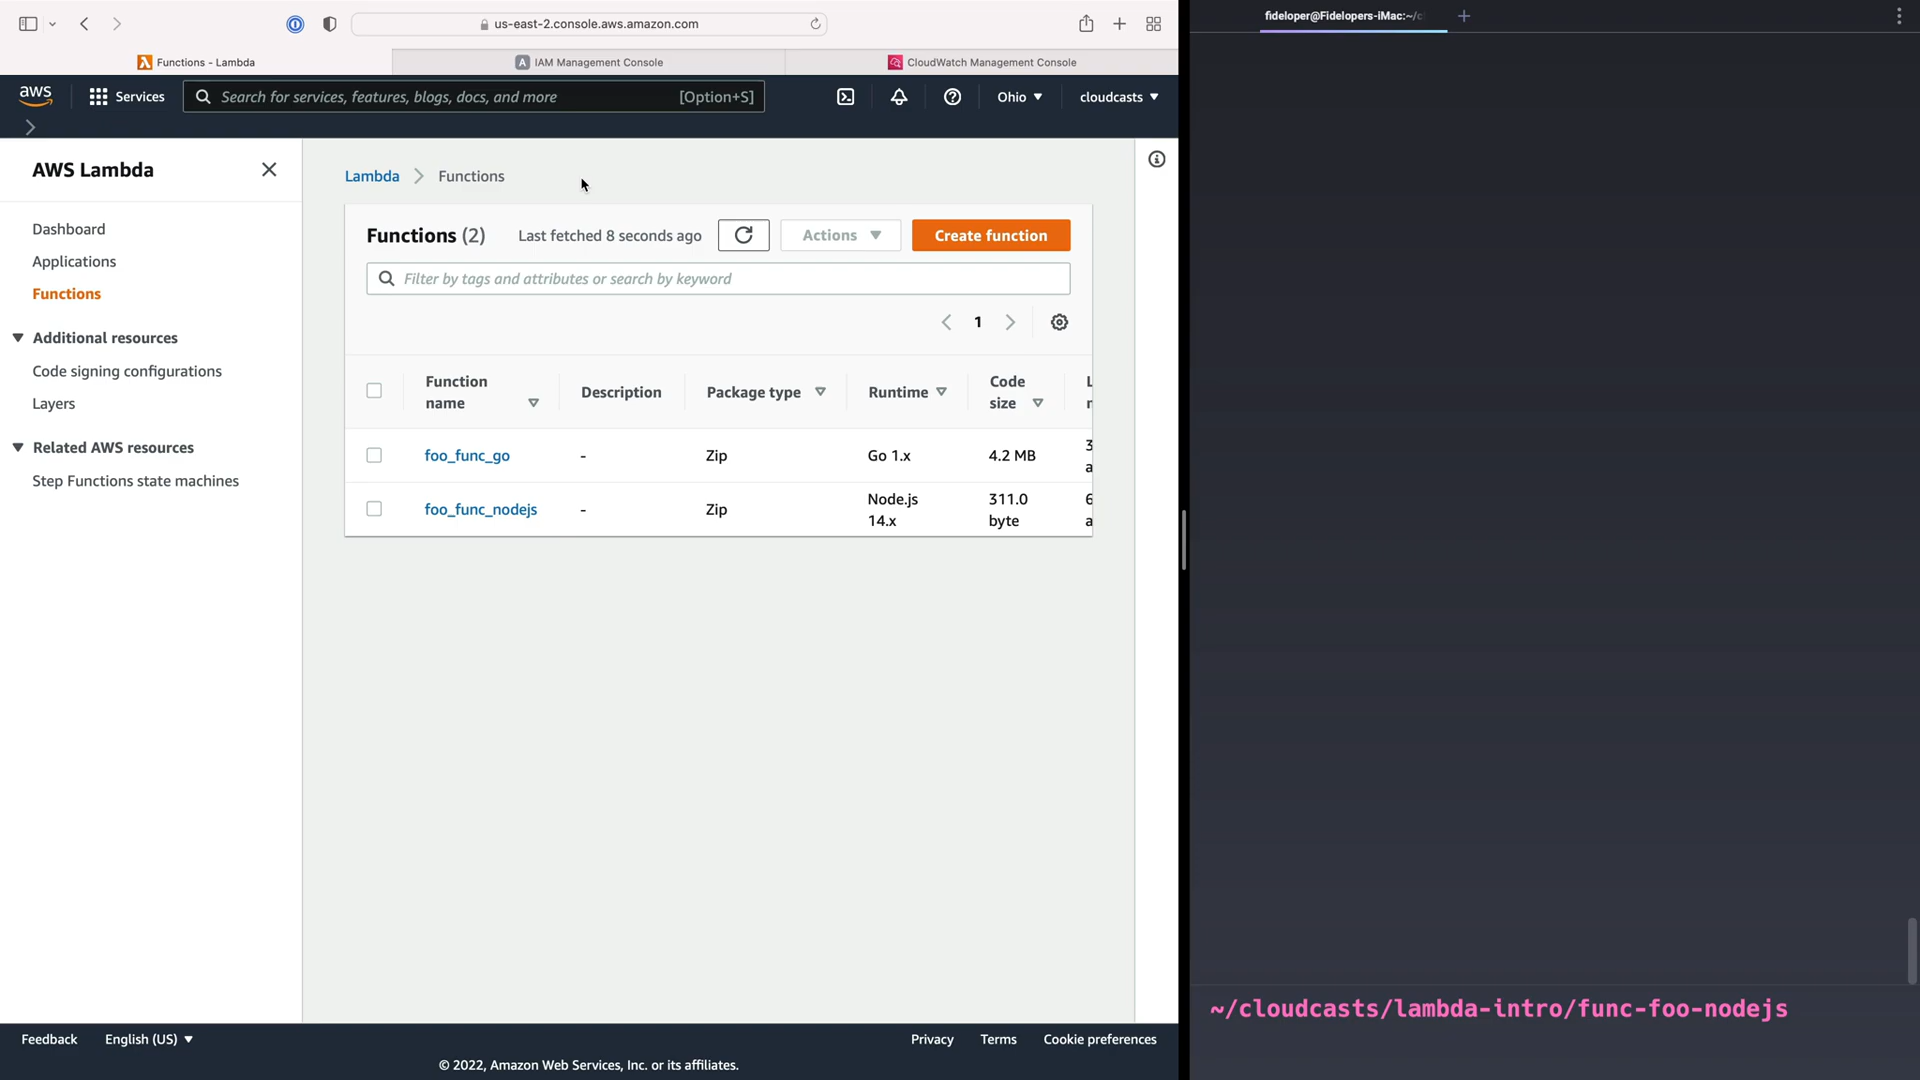 us-east-2.console.aws.amazon.com
fideloper@Fidelopers-iMac:~/c
Functions - Lambda
IAM Management Console
CloudWatch Management Console
aws
Services
Search for services, features, blogs, docs, and more
[Option+S]
Ohio
cloudcasts
AWS Lambda
Dashboard
Applications
Functions
Additional resources
Code signing configurations
Layers
Related AWS resources
Step Functions state machines
Lambda
Functions
Functions (2)
Last fetched 8 seconds ago
Actions
Create function
Filter by tags and attributes or search by keyword
1
Function name
Description
Package type
Runtime
Code size
foo_func_go
-
Zip
Go 1.x
4.2 MB
3
a
foo_func_nodejs
-
Zip
Node.js
14.x
311.0
byte
6
a
~/cloudcasts/lambda-intro/func-foo-nodejs
Feedback
English (US)
Privacy
Terms
Cookie preferences
© 2022, Amazon Web Services, Inc. or its affiliates.